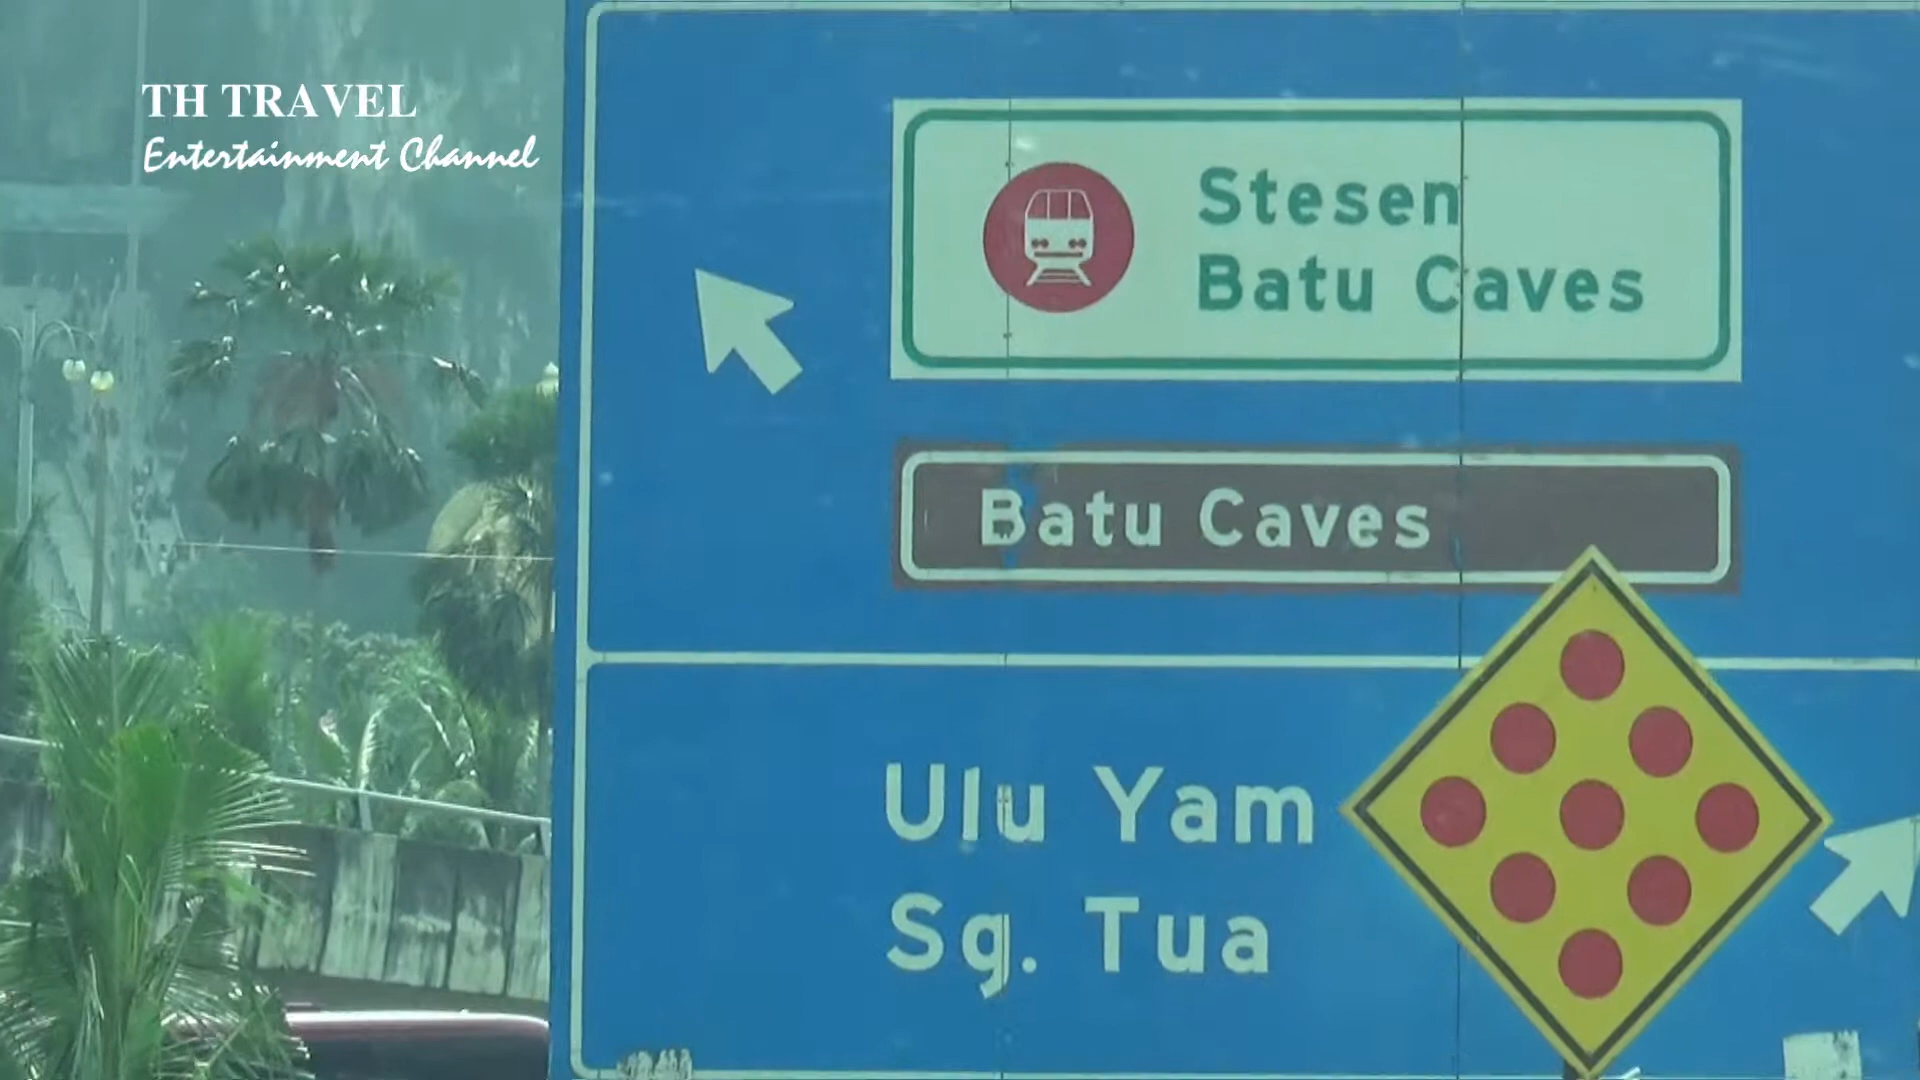 TH TRAVEL
Entertainment Channel
Stesen
Batu Caves
Batu Caves
Ulu Yam
Sg. Tua